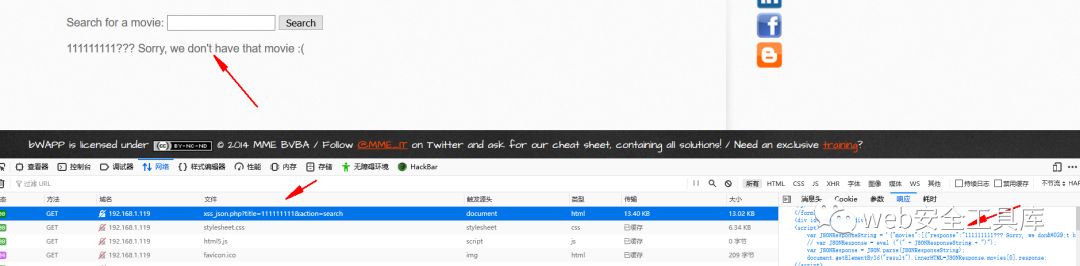 Search for a movie: Search
111111111??? Sorry, we don't have that movie :(
bWAPP is licensed under (cc) BY-NC-ND © 2014 MME BVBA / Follow @MME_IT on Twitter and ask for our cheat sheet, containing all solutions! / Need an exclusive training?
查看器 控制台 调试器 网络 {} 样式编辑器 性能 内存 存储 无障碍环境 HackBar
过滤 URL 所有 HTML CSS JS XHR 字体 图像 媒体 WS 其他 持续日志 禁用缓存 不节流 HAR
方法 域名 文件 触发源头 类型 传输 大小 消息头 Cookie 参数 响应 耗时
GET 192.168.1.119 xss_json.php?title=111111111&action=search document html 13.40 KB 13.02 KB
GET 192.168.1.119 stylesheet.css stylesheet css 已缓存 6.34 KB
GET 192.168.1.119 html5.js script js 已缓存 0 字节
GET 192.168.1.119 favicon.ico img html 已缓存 209 字节
<script>
var JSONResponseString = '{"movies":[{"response":"111111111??? Sorry, we don&#039;t h
// var JSONResponse = eval ("(" + JSONResponseString + ")");
var JSONResponse = JSON.parse(JSONResponseString);
document.getElementById("result").innerHTML=JSONResponse.movies[0].response;
</script>
web安全工具库